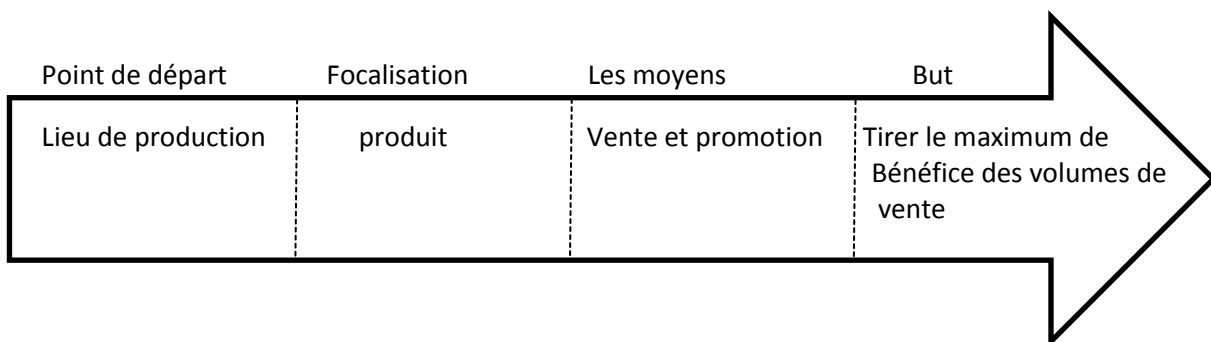 Point de départ Focalisation Les moyens But
Lieu de production produit Vente et promotion Tirer le maximum de
Bénéfice des volumes de
vente